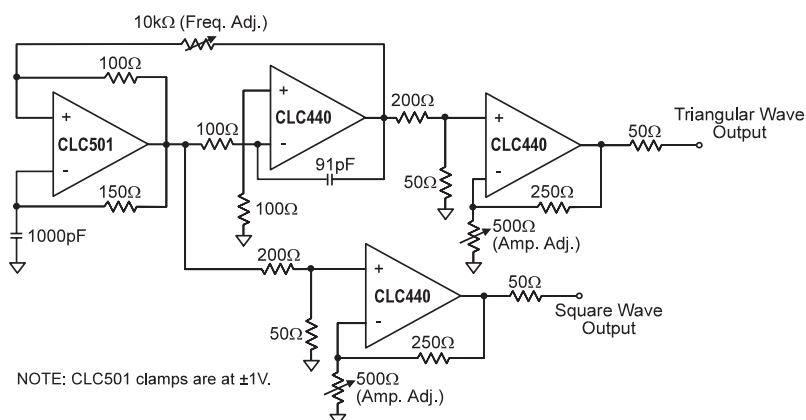 10kΩ (Freq. Adj.)
100Ω
+
CLC501
-
150Ω
1000pF
100Ω
+
CLC440
-
91pF
100Ω
200Ω
50Ω
+
CLC440
-
250Ω
500Ω
(Amp. Adj.)
50Ω
Triangular Wave
Output
200Ω
50Ω
+
CLC440
-
250Ω
500Ω
(Amp. Adj.)
50Ω
Square Wave
Output
NOTE: CLC501 clamps are at ±1V.